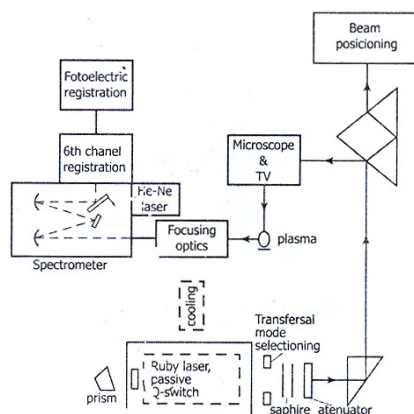 Beam
posicioning
Fotoelectric
registration
6th chanel
registration
Microscope
&
TV
He-Ne
laser
Focusing
optics
plasma
Spectrometer
cooling
Transfersal
mode
selectioning
Ruby laser,
passive
Q-switch
prism
saphire atenuator